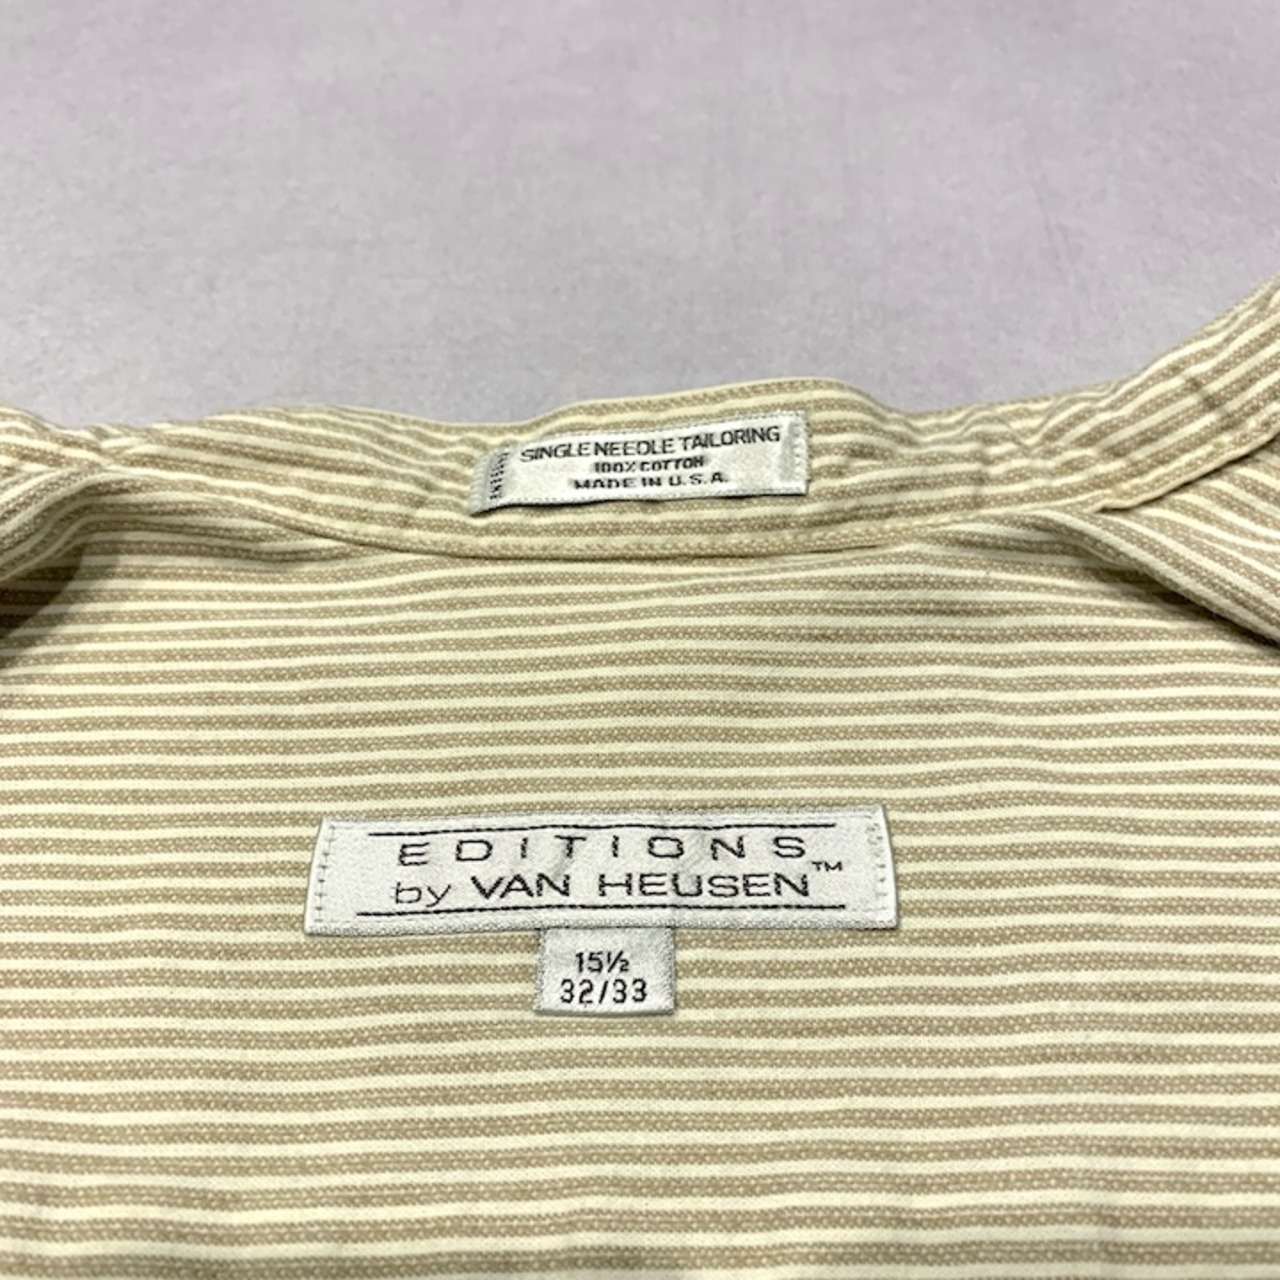 SINGLE NEEDLE TAILORING
100% COTTON
MADE IN U.S.A.
EDITIONS
by VAN HEUSEN™
15½
32/33